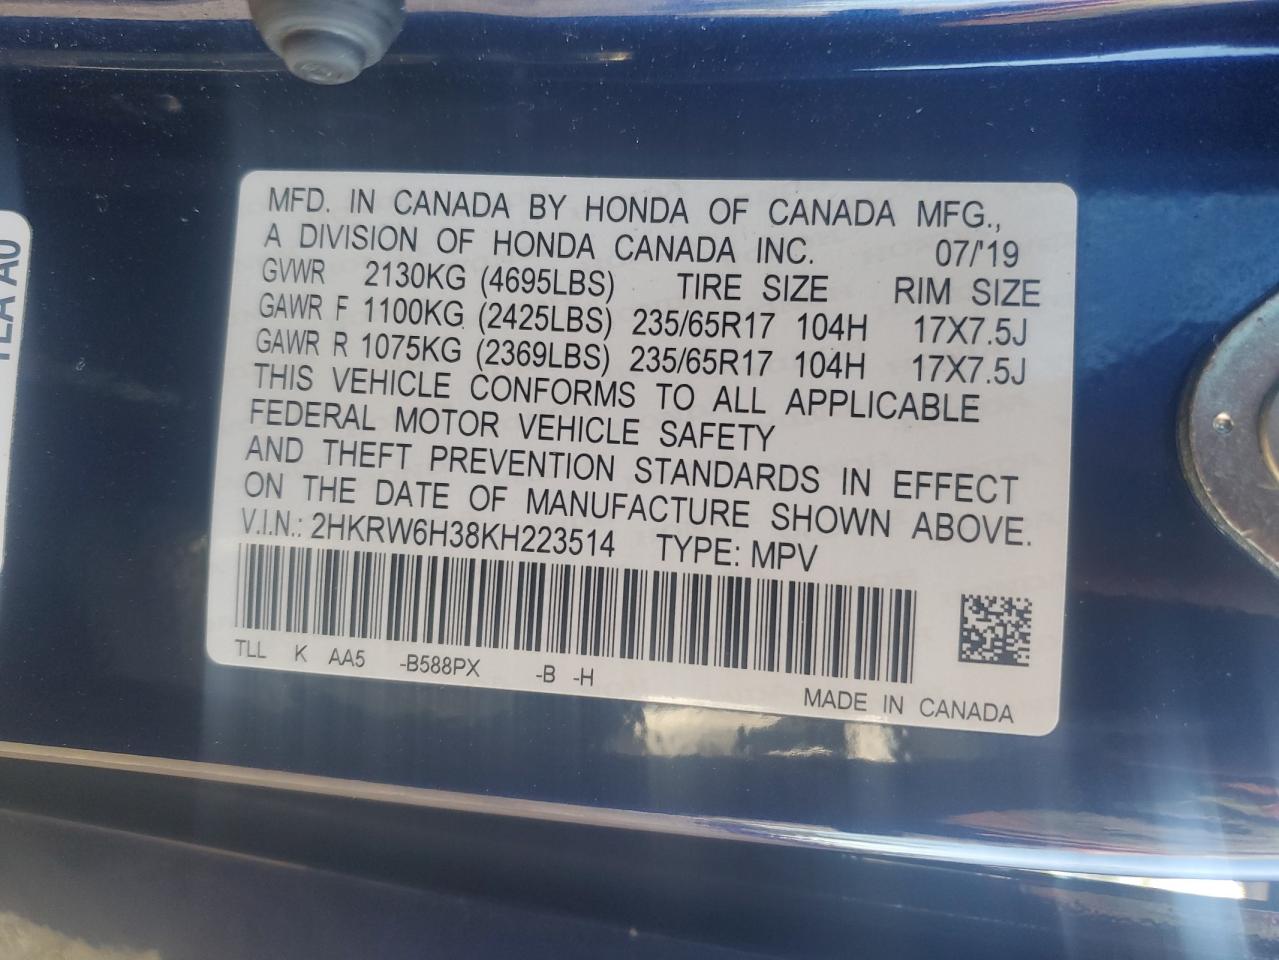 MFD. IN CANADA BY HONDA OF CANADA MFG.,
A DIVISION OF HONDA CANADA INC. 07/'19
GVWR 2130KG (4695LBS) TIRE SIZE RIM SIZE
GAWR F 1100KG (2425LBS) 235/65R17 104H 17X7.5J
GAWR R 1075KG (2369LBS) 235/65R17 104H 17X7.5J
THIS VEHICLE CONFORMS TO ALL APPLICABLE
FEDERAL MOTOR VEHICLE SAFETY
AND THEFT PREVENTION STANDARDS IN EFFECT
ON THE DATE OF MANUFACTURE SHOWN ABOVE.
V.I.N.: 2HKRW6H38KH223514 TYPE: MPV
TLL K AA5 -B588PX -B -H
MADE IN CANADA
TLA A0